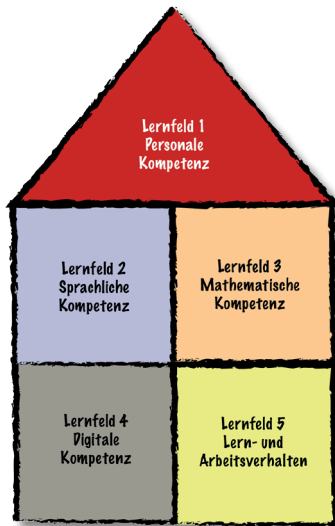 Lernfeld 1
Personale
Kompetenz
Lernfeld 2
Sprachliche
Kompetenz
Lernfeld 3
Mathematische
Kompetenz
Lernfeld 4
Digitale
Kompetenz
Lernfeld 5
Lern- und
Arbeitsverhalten